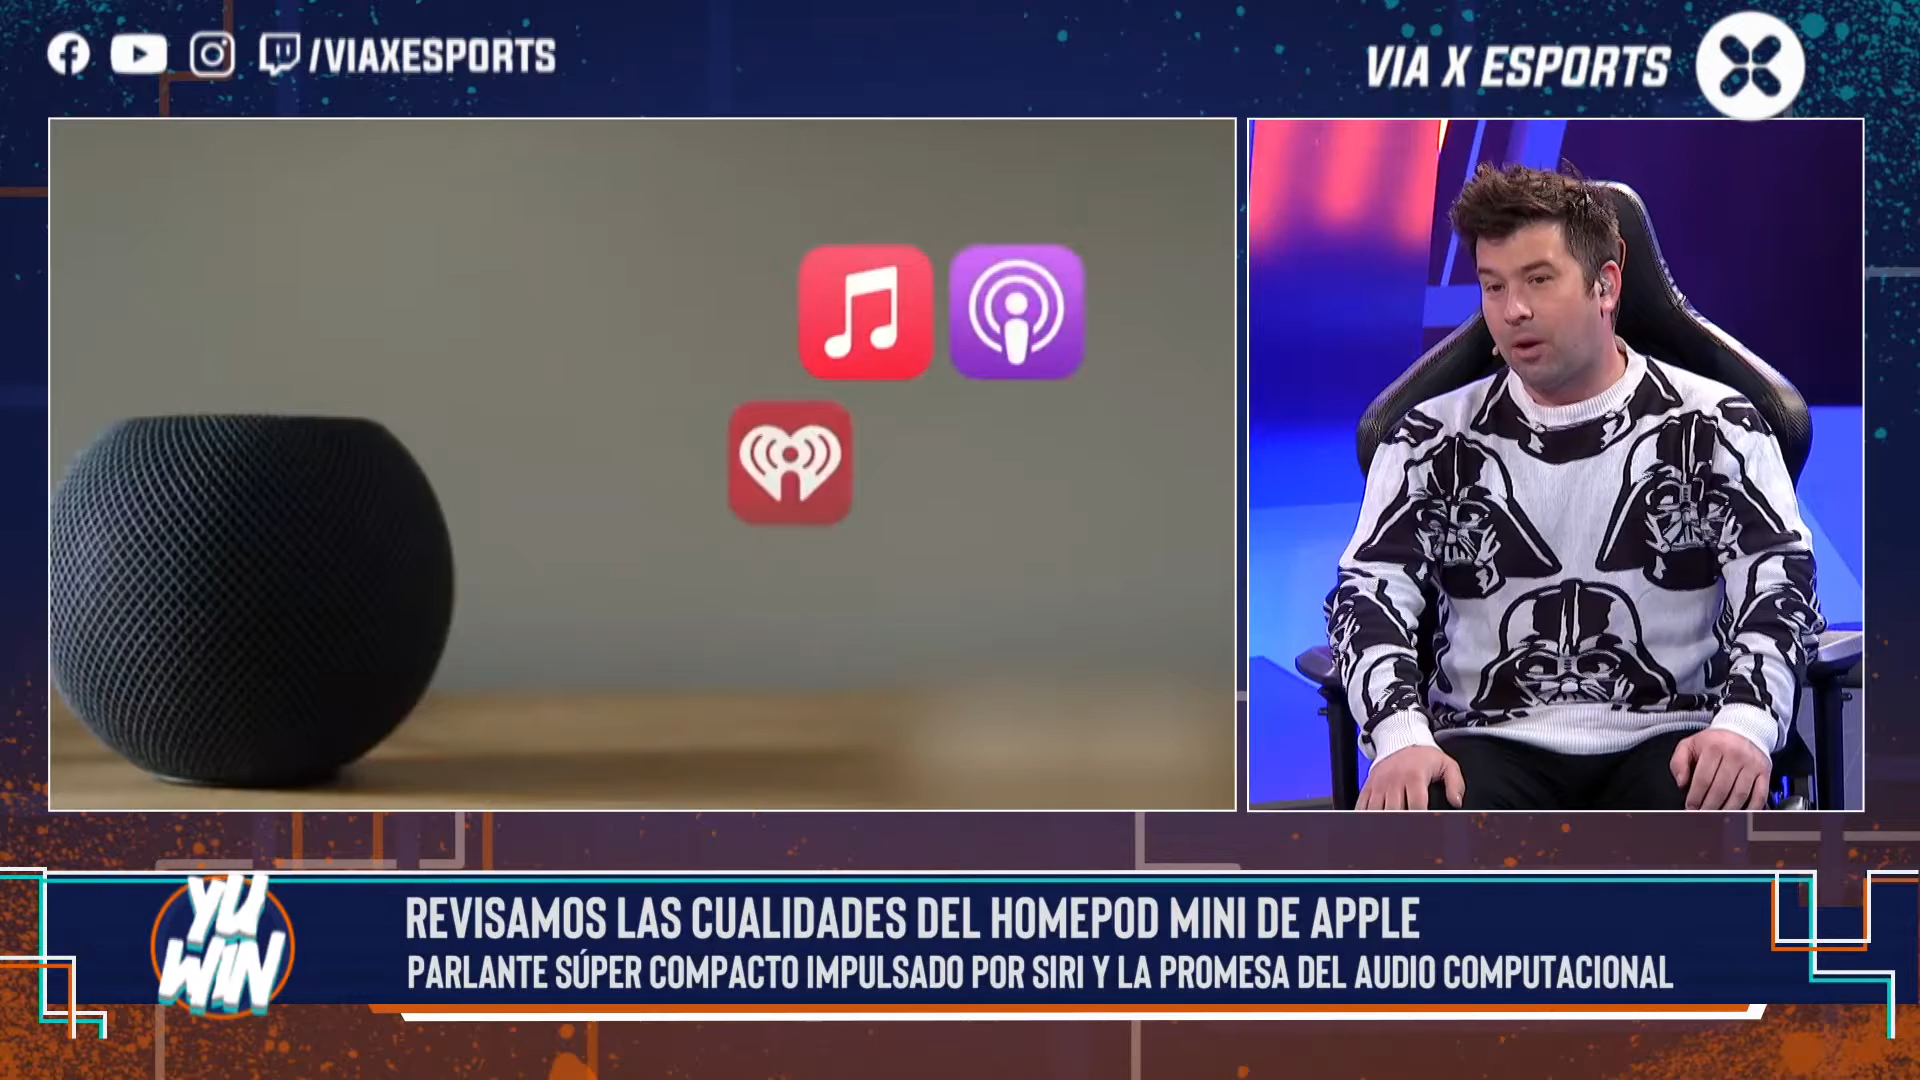 /VIAXESPORTS
VIA X ESPORTS
YU
WIN
REVISAMOS LAS CUALIDADES DEL HOMEPOD MINI DE APPLE
PARLANTE SÚPER COMPACTO IMPULSADO POR SIRI Y LA PROMESA DEL AUDIO COMPUTACIONAL